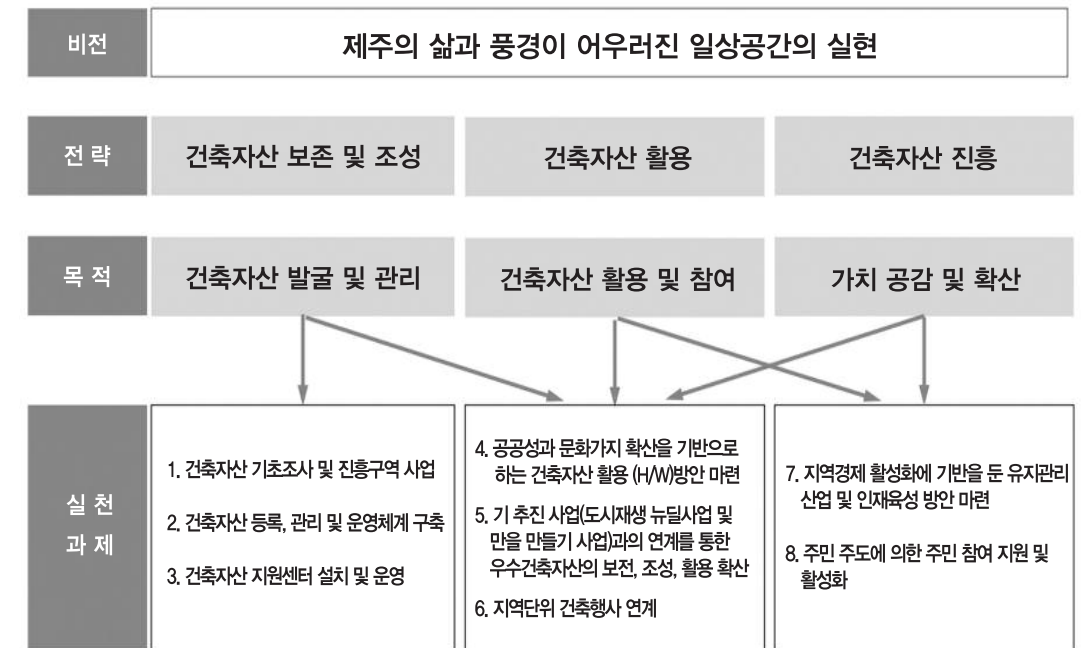 비전
제주의 삶과 풍경이 어우러진 일상공간의 실현
전 략
건축자산 보존 및 조성
건축자산 활용
건축자산 진흥
목 적
건축자산 발굴 및 관리
건축자산 활용 및 참여
가치 공감 및 확산
실 천
과 제
1. 건축자산 기초조사 및 진흥구역 사업
2. 건축자산 등록, 관리 및 운영체계 구축
3. 건축자산 지원센터 설치 및 운영
4. 공공성과 문화가지 확산을 기반으로
하는 건축자산 활용 (H/W)방안 마련
5. 기 추진 사업(도시재생 뉴딜사업 및
만을 만들기 사업)과의 연계를 통한
우수건축자산의 보전, 조성, 활용 확산
6. 지역단위 건축행사 연계
7. 지역경제 활성화에 기반을 둔 유지관리
산업 및 인재육성 방안 마련
8. 주민 주도에 의한 주민 참여 지원 및
활성화